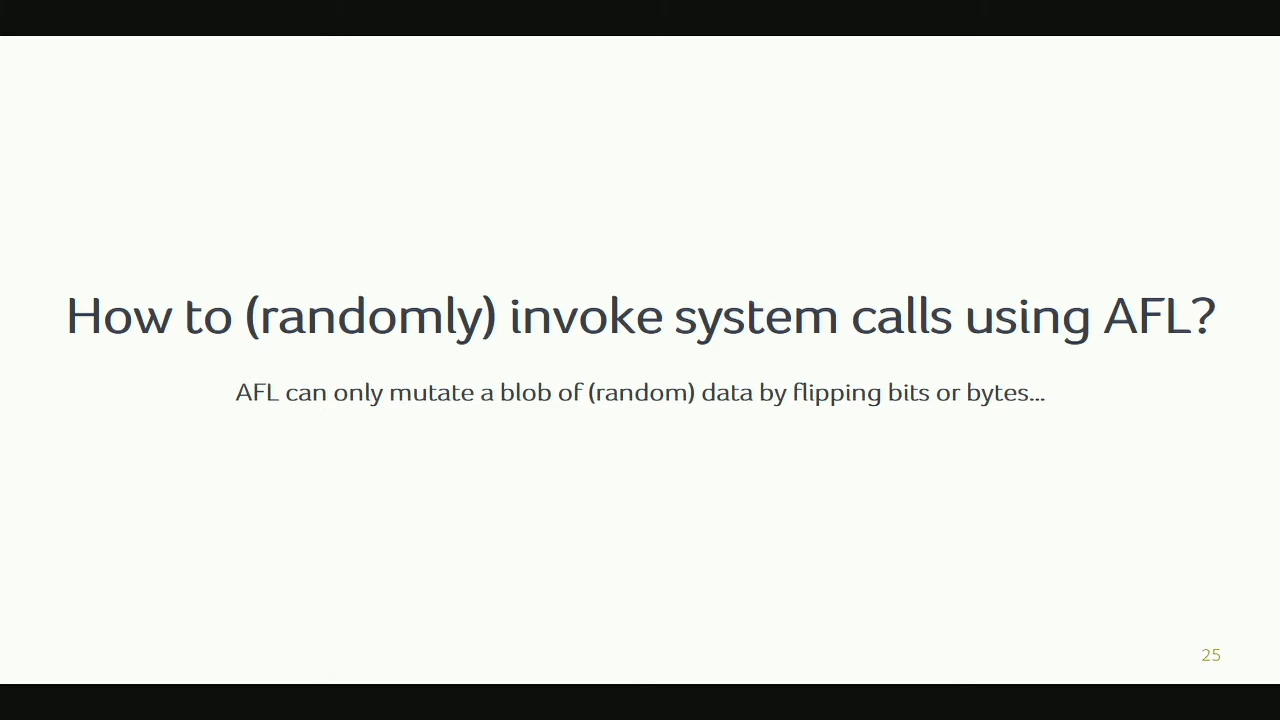 How to (randomly) invoke system calls using AFL?
AFL can only mutate a blob of (random) data by flipping bits or bytes...
25